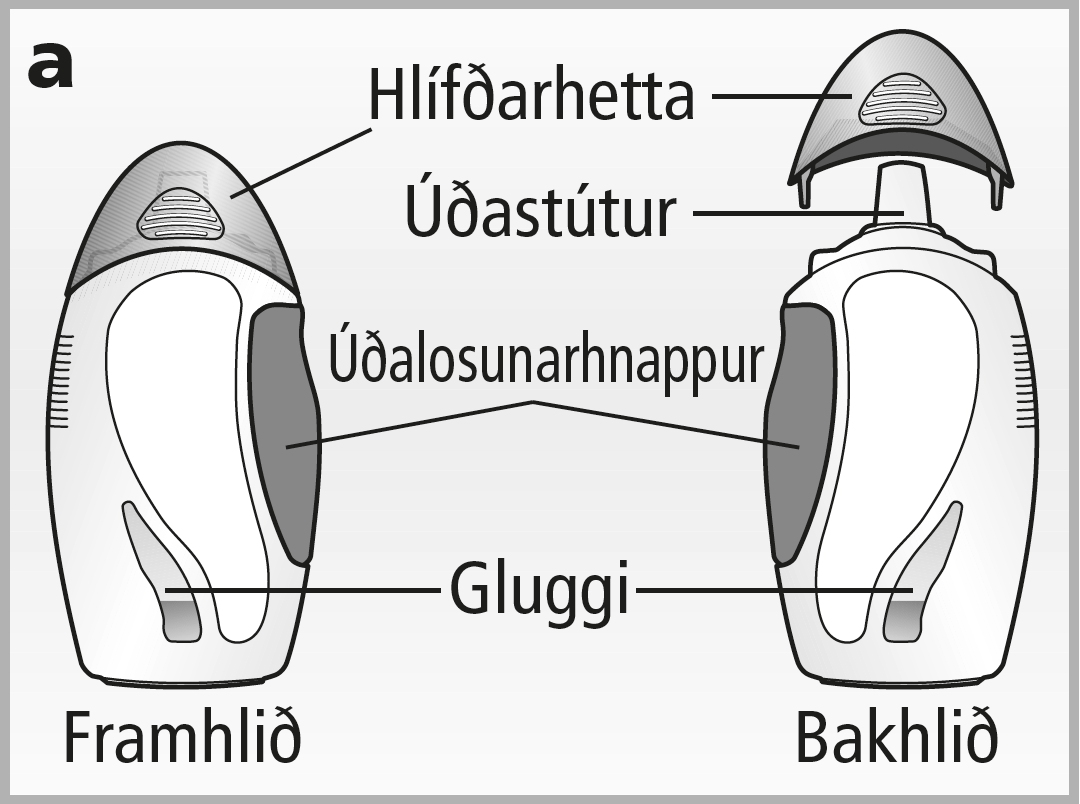 a
Hlífðarhetta
Úðastútur
Úðalosunarhnappur
Gluggi
Framhlið
Bakhlið